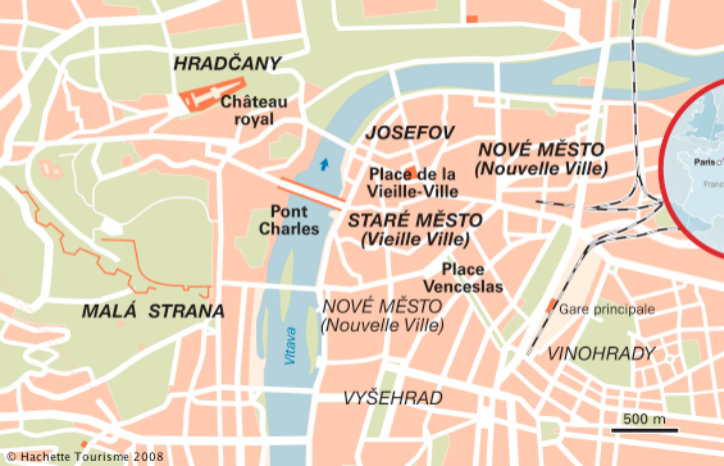 HRADČANY
Château
royal
JOSEFOV
NOVÉ MĚSTO
(Nouvelle Ville)
Paris
Franc
Place de la
Vieille-Ville
Pont
Charles
STARÉ MĚSTO
(Vieille Ville)
Place
Venceslas
MALÁ STRANA
NOVÉ MĚSTO
(Nouvelle Ville)
Gare principale
Vltava
VINOHRADY
VYŠEHRAD
500 m
© Hachette Tourisme 2008